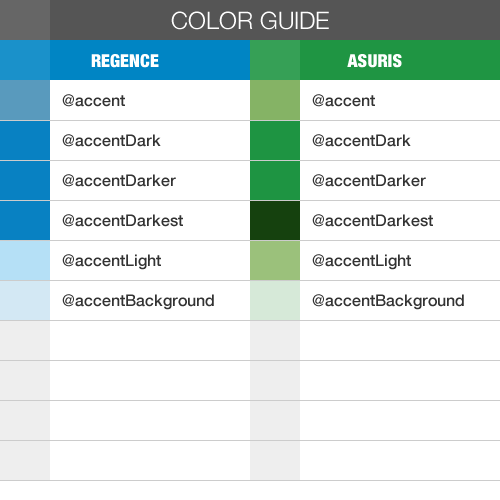 COLOR GUIDE
REGENCE ASURIS
@accent @accent
@accentDark @accentDark
@accentDarker @accentDarker
@accentDarkest @accentDarkest
@accentLight @accentLight
@accentBackground @accentBackground